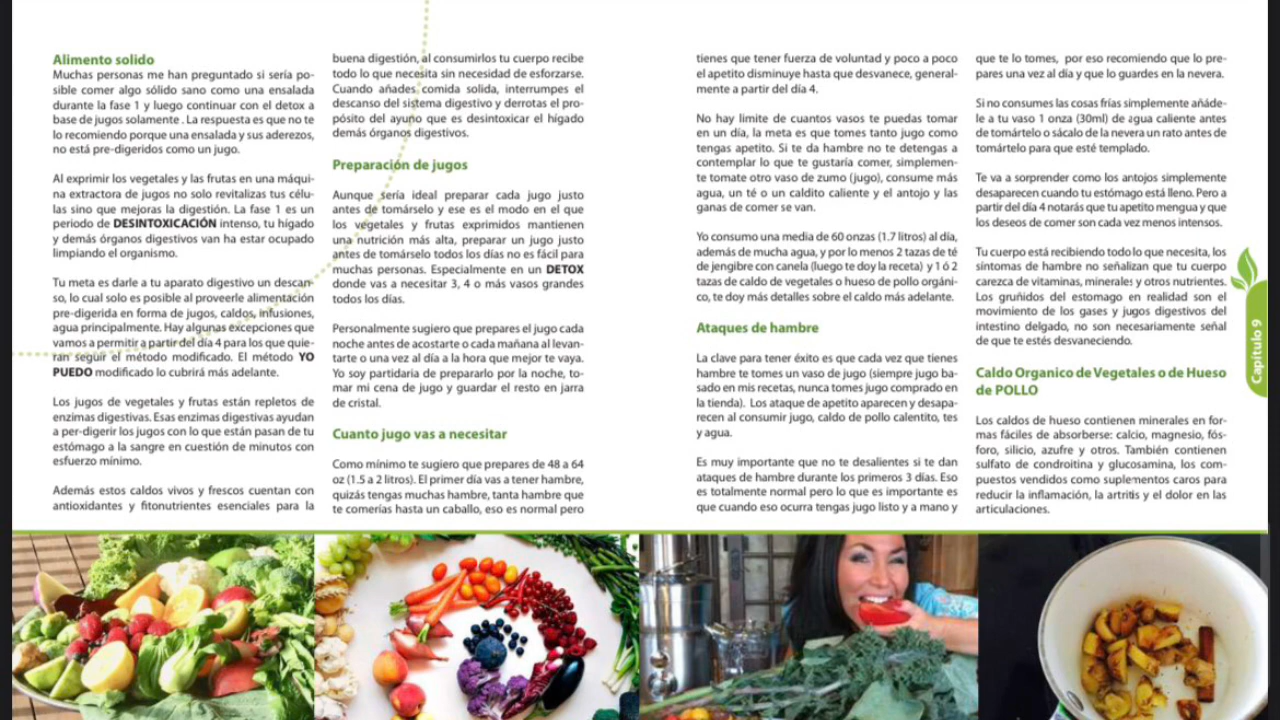 Alimento solido
Muchas personas me han preguntado si sería po-
sible comer algo sólido sano como una ensalada
durante la fase 1 y luego continuar con el detox a
base de jugos solamente . La respuesta es que no te
lo recomiendo porque una ensalada y sus aderezos,
no está pre-digeridos como un jugo.
Al exprimir los vegetales y las frutas en una máqui-
na extractora de jugos no solo revitalizas tus célu-
las sino que mejoras la digestión. La fase 1 es un
periodo de DESINTOXICACIÓN intenso, tu hígado
y demás órganos digestivos van ha estar ocupado
limpiando el organismo.
Tu meta es darle a tu aparato digestivo un descan-
so, lo cual solo es posible al proveerle alimentación
pre-digerida en forma de jugos, caldos, infusiones,
agua principalmente. Hay algunas excepciones que
vamos a permitir a partir del día 4 para los que quie-
ran seguir el método modificado. El método YO
PUEDO modificado lo cubrirá más adelante.
Los jugos de vegetales y frutas están repletos de
enzimas digestivas. Esas enzimas digestivas ayudan
a per-digerir los jugos con lo que están pasan de tu
estómago a la sangre en cuestión de minutos con
esfuerzo mínimo.
Además estos caldos vivos y frescos cuentan con
antioxidantes y fitonutrientes esenciales para la
buena digestión, al consumirlos tu cuerpo recibe
todo lo que necesita sin necesidad de esforzarse.
Cuando añades comida solida, interrumpes el
descanso del sistema digestivo y derrotas el pro-
pósito del ayuno que es desintoxicar el hígado
demás órganos digestivos.
Preparación de jugos
Aunque sería ideal preparar cada jugo justo
antes de tomárselo y ese es el modo en el que
los vegetales y frutas exprimidos mantienen
una nutrición más alta, preparar un jugo justo
antes de tomárselo todos los días no es fácil para
muchas personas. Especialmente en un DETOX
donde vas a necesitar 3, 4 o más vasos grandes
todos los días.
Personalmente sugiero que prepares el jugo cada
noche antes de acostarte o cada mañana al levan-
tarte o una vez al día a la hora que mejor te vaya.
Yo soy partidaria de prepararlo por la noche, to-
mar mi cena de jugo y guardar el resto en jarra
de cristal.
Cuanto jugo vas a necesitar
Como mínimo te sugiero que prepares de 48 a 64
oz (1.5 a 2 litros). El primer día vas a tener hambre,
quizás tengas muchas hambre, tanta hambre que
te comerías hasta un caballo, eso es normal pero
tienes que tener fuerza de voluntad y poco a poco
el apetito disminuye hasta que desvanece, general-
mente a partir del día 4.
No hay limite de cuantos vasos te puedas tomar
en un día, la meta es que tomes tanto jugo como
tengas apetito. Si te da hambre no te detengas a
contemplar lo que te gustaría comer, simplemen-
te tomate otro vaso de zumo (jugo), consume más
agua, un té o un caldito caliente y el antojo y las
ganas de comer se van.
Yo consumo una media de 60 onzas (1.7 litros) al día,
además de mucha agua, y por lo menos 2 tazas de té
de jengibre con canela (luego te doy la receta) y 1 ó 2
tazas de caldo de vegetales o hueso de pollo orgáni-
co, te doy más detalles sobre el caldo más adelante.
Ataques de hambre
La clave para tener éxito es que cada vez que tienes
hambre te tomes un vaso de jugo (siempre jugo ba-
sado en mis recetas, nunca tomes jugo comprado en
la tienda). Los ataque de apetito aparecen y desapa-
recen al consumir jugo, caldo de pollo calentito, tes
y agua.
Es muy importante que no te desalientes si te dan
ataques de hambre durante los primeros 3 días. Eso
es totalmente normal pero lo que es importante es
que cuando eso ocurra tengas jugo listo y a mano y
que te lo tomes, por eso recomiendo que lo pre-
pares una vez al día y que lo guardes en la nevera.
Si no consumes las cosas frías simplemente añáde-
le a tu vaso 1 onza (30ml) de agua caliente antes
de tomártelo o sácalo de la nevera un rato antes de
tomártelo para que esté templado.
Te va a sorprender como los antojos simplemente
desaparecen cuando tu estómago está lleno. Pero a
partir del día 4 notarás que tu apetito mengua y que
los deseos de comer son cada vez menos intensos.
Tu cuerpo está recibiendo todo lo que necesita, los
síntomas de hambre no señalizan que tu cuerpo
carezca de vitaminas, minerales y otros nutrientes.
Los gruñidos del estomago en realidad son el
movimiento de los gases y jugos digestivos del
intestino delgado, no son necesariamente señal
de que te estés desvaneciendo.
Caldo Organico de Vegetales o de Hueso
de POLLO
Los caldos de hueso contienen minerales en for-
mas fáciles de absorberse: calcio, magnesio, fós-
foro, silicio, azufre y otros. También contienen
sulfato de condroitina y glucosamina, los com-
puestos vendidos como suplementos caros para
reducir la inflamación, la artritis y el dolor en las
articulaciones.
Capítulo 9